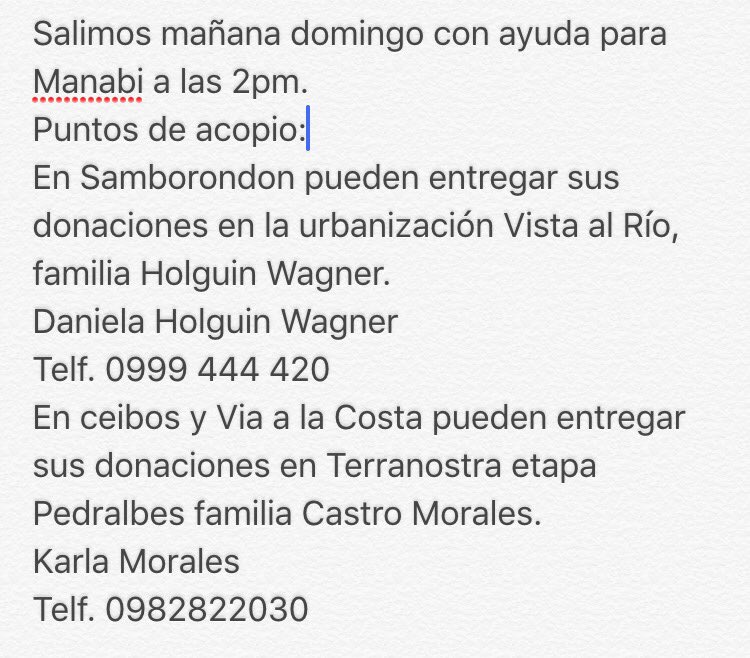 Salimos mañana domingo con ayuda para
Manabi a las 2pm.
Puntos de acopio:
En Samborondon pueden entregar sus
donaciones en la urbanización Vista al Río,
familia Holguin Wagner.
Daniela Holguin Wagner
Telf. 0999 444 420
En ceibos y Via a la Costa pueden entregar
sus donaciones en Terranostra etapa
Pedralbes familia Castro Morales.
Karla Morales
Telf. 0982822030